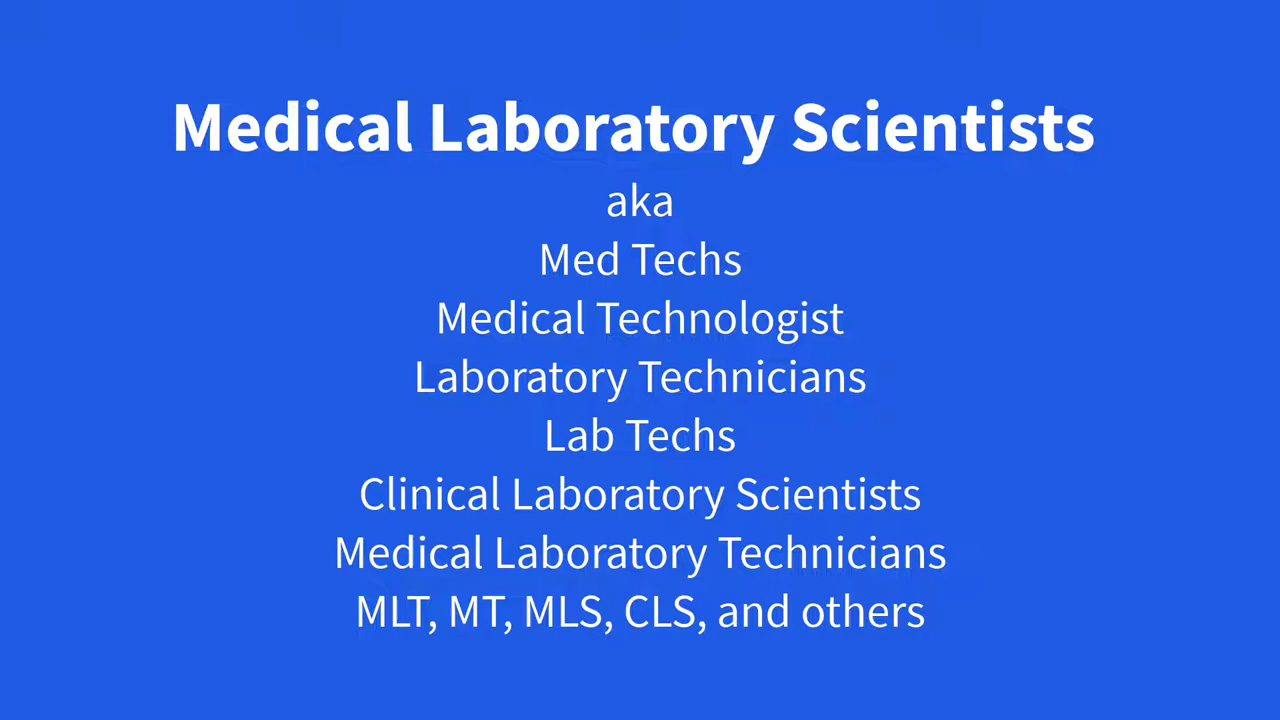 Medical Laboratory Scientists
aka
Med Techs
Medical Technologist
Laboratory Technicians
Lab Techs
Clinical Laboratory Scientists
Medical Laboratory Technicians
MLT, MT, MLS, CLS, and others